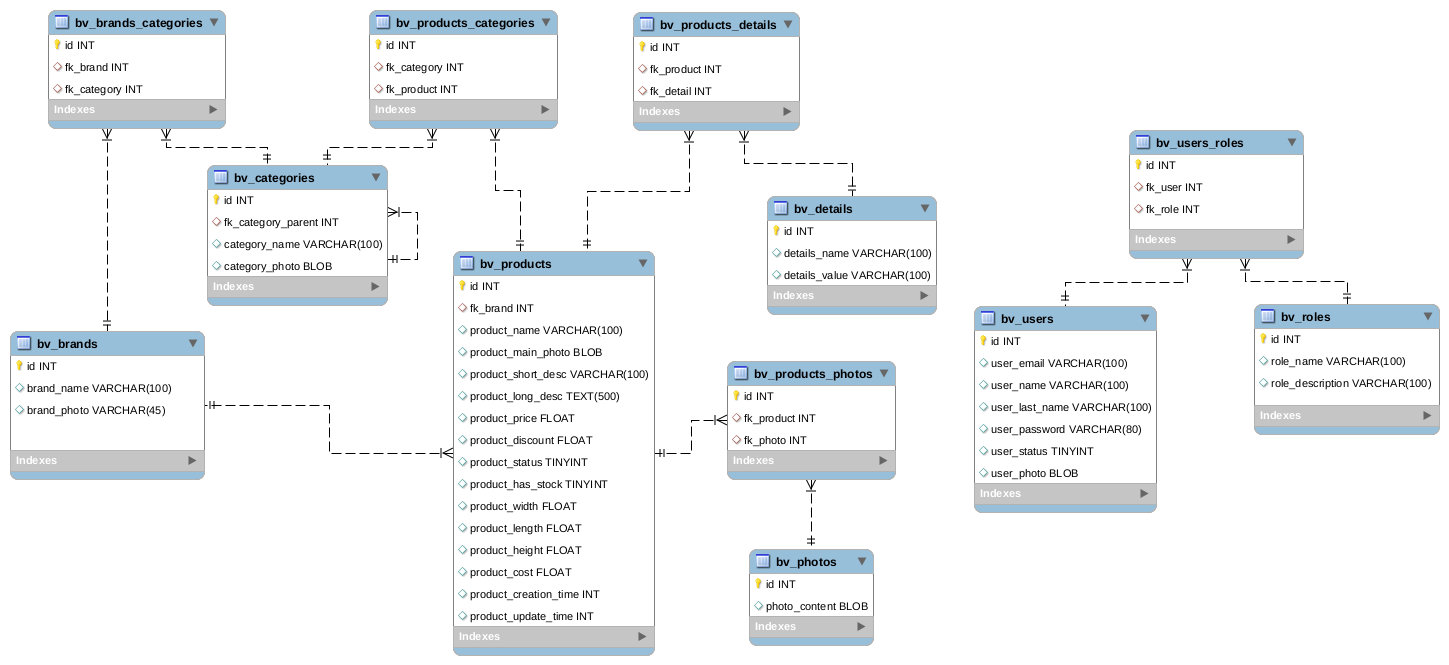 bv_brands_categories
id INT
fk_brand INT
fk_category INT
Indexes
bv_products_categories
id INT
fk_category INT
fk_product INT
Indexes
bv_products_details
id INT
fk_product INT
fk_detail INT
Indexes
bv_users_roles
id INT
fk_user INT
fk_role INT
Indexes
bv_categories
id INT
fk_category_parent INT
category_name VARCHAR(100)
category_photo BLOB
Indexes
bv_details
id INT
details_name VARCHAR(100)
details_value VARCHAR(100)
Indexes
bv_products
id INT
fk_brand INT
product_name VARCHAR(100)
product_main_photo BLOB
product_short_desc VARCHAR(100)
product_long_desc TEXT(500)
product_price FLOAT
product_discount FLOAT
product_status TINYINT
product_has_stock TINYINT
product_width FLOAT
product_length FLOAT
product_height FLOAT
product_cost FLOAT
product_creation_time INT
product_update_time INT
Indexes
bv_users
id INT
user_email VARCHAR(100)
user_name VARCHAR(100)
user_last_name VARCHAR(100)
user_password VARCHAR(80)
user_status TINYINT
user_photo BLOB
Indexes
bv_roles
id INT
role_name VARCHAR(100)
role_description VARCHAR(100)
Indexes
bv_brands
id INT
brand_name VARCHAR(100)
brand_photo VARCHAR(45)
Indexes
bv_products_photos
id INT
fk_product INT
fk_photo INT
Indexes
bv_photos
id INT
photo_content BLOB
Indexes